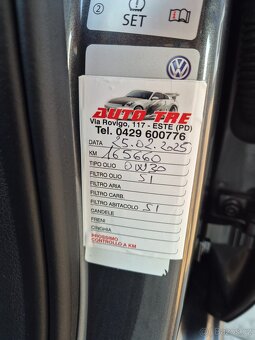 2
SET
AUTO TRE
Via Rovigo, 117 - ESTE (PD)
Tel. 0429 600776
DATA 25.02.2025
KM 165660
TIPO OLIO 0W30
FILTRO OLIO SI
FILTRO ARIA
FILTRO CARB.
FILTRO ABITACOLO SI
CANDELE
FRENI
CINGHIA
PROSSIMO
CONTROLLO A KM